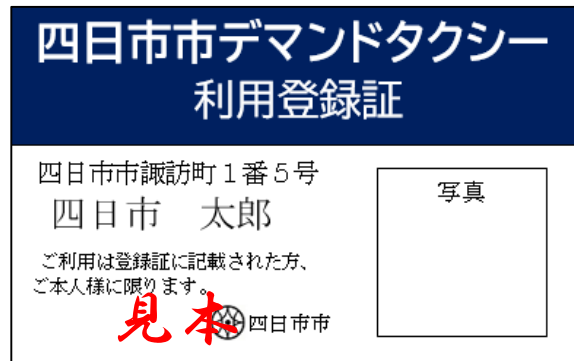 四日市市デマンドタクシー
利用登録証
四日市市諏訪町１番５号
四日市　太郎
写真
ご利用は登録証に記載された方、
ご本人様に限ります。
見本
四日市市